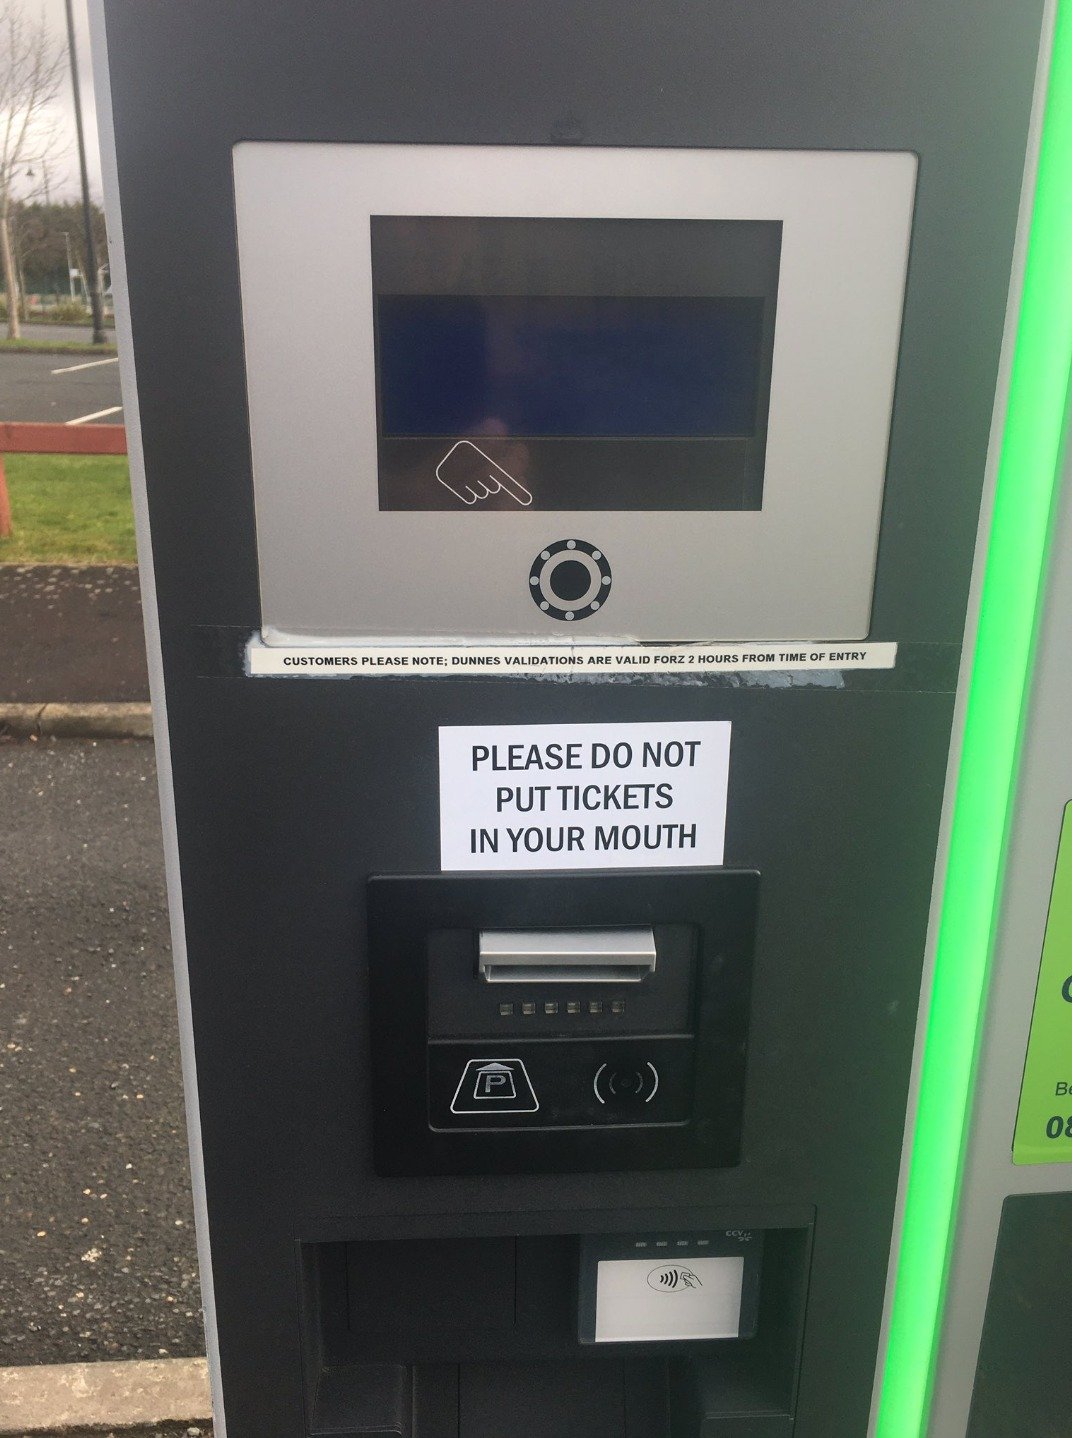 CUSTOMERS PLEASE NOTE; DUNNES VALIDATIONS ARE VALID FORZ 2 HOURS FROM TIME OF ENTRY
PLEASE DO NOT
PUT TICKETS
IN YOUR MOUTH
P
CCV